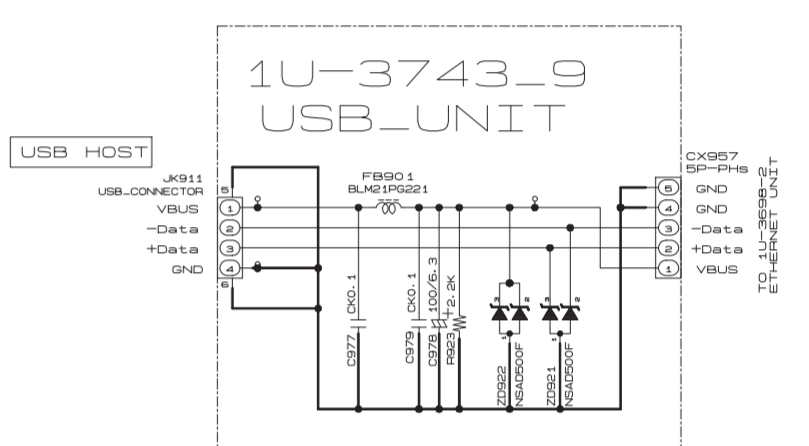 1U-3743_9
USB_UNIT
USB HOST
JK911
USB_CONNECTOR
5
VBUS
1
-Data
2
+Data
3
GND
4
6
FB901
BLM21PG221
C977
CK0.1
C979
CK0.1
C978
100/6.3
+
R923
2.2K
3
2
1
ZD922
NSAD500F
3
2
1
ZD921
NSAD500F
CX957
5P-PHs
5
GND
4
GND
3
-Data
2
+Data
1
VBUS
TO 1U-3698-2
ETHERNET UNIT